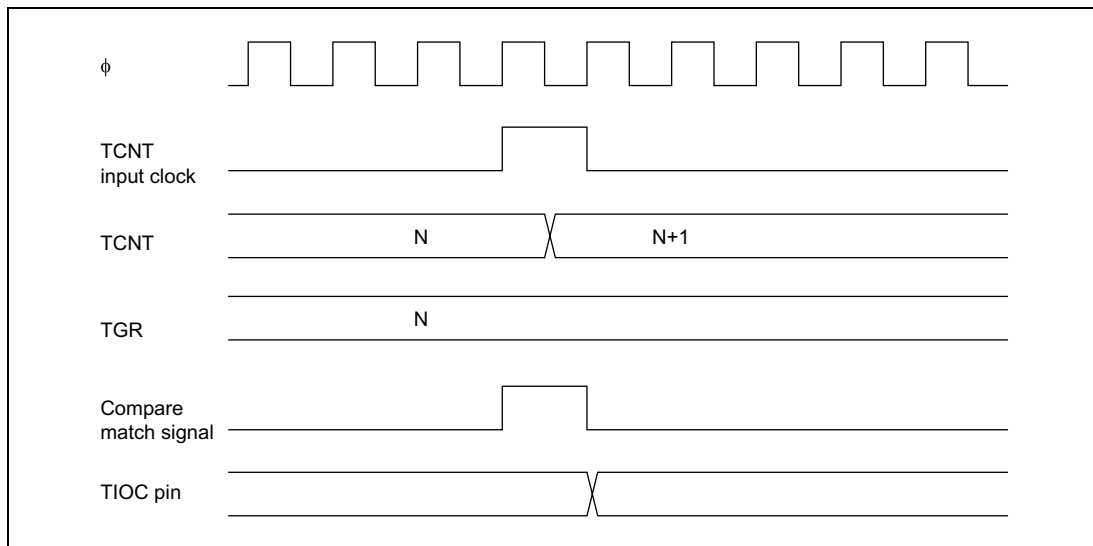 ϕ
TCNT
input clock
TCNT
N
N+1
TGR
N
Compare
match signal
TIOC pin